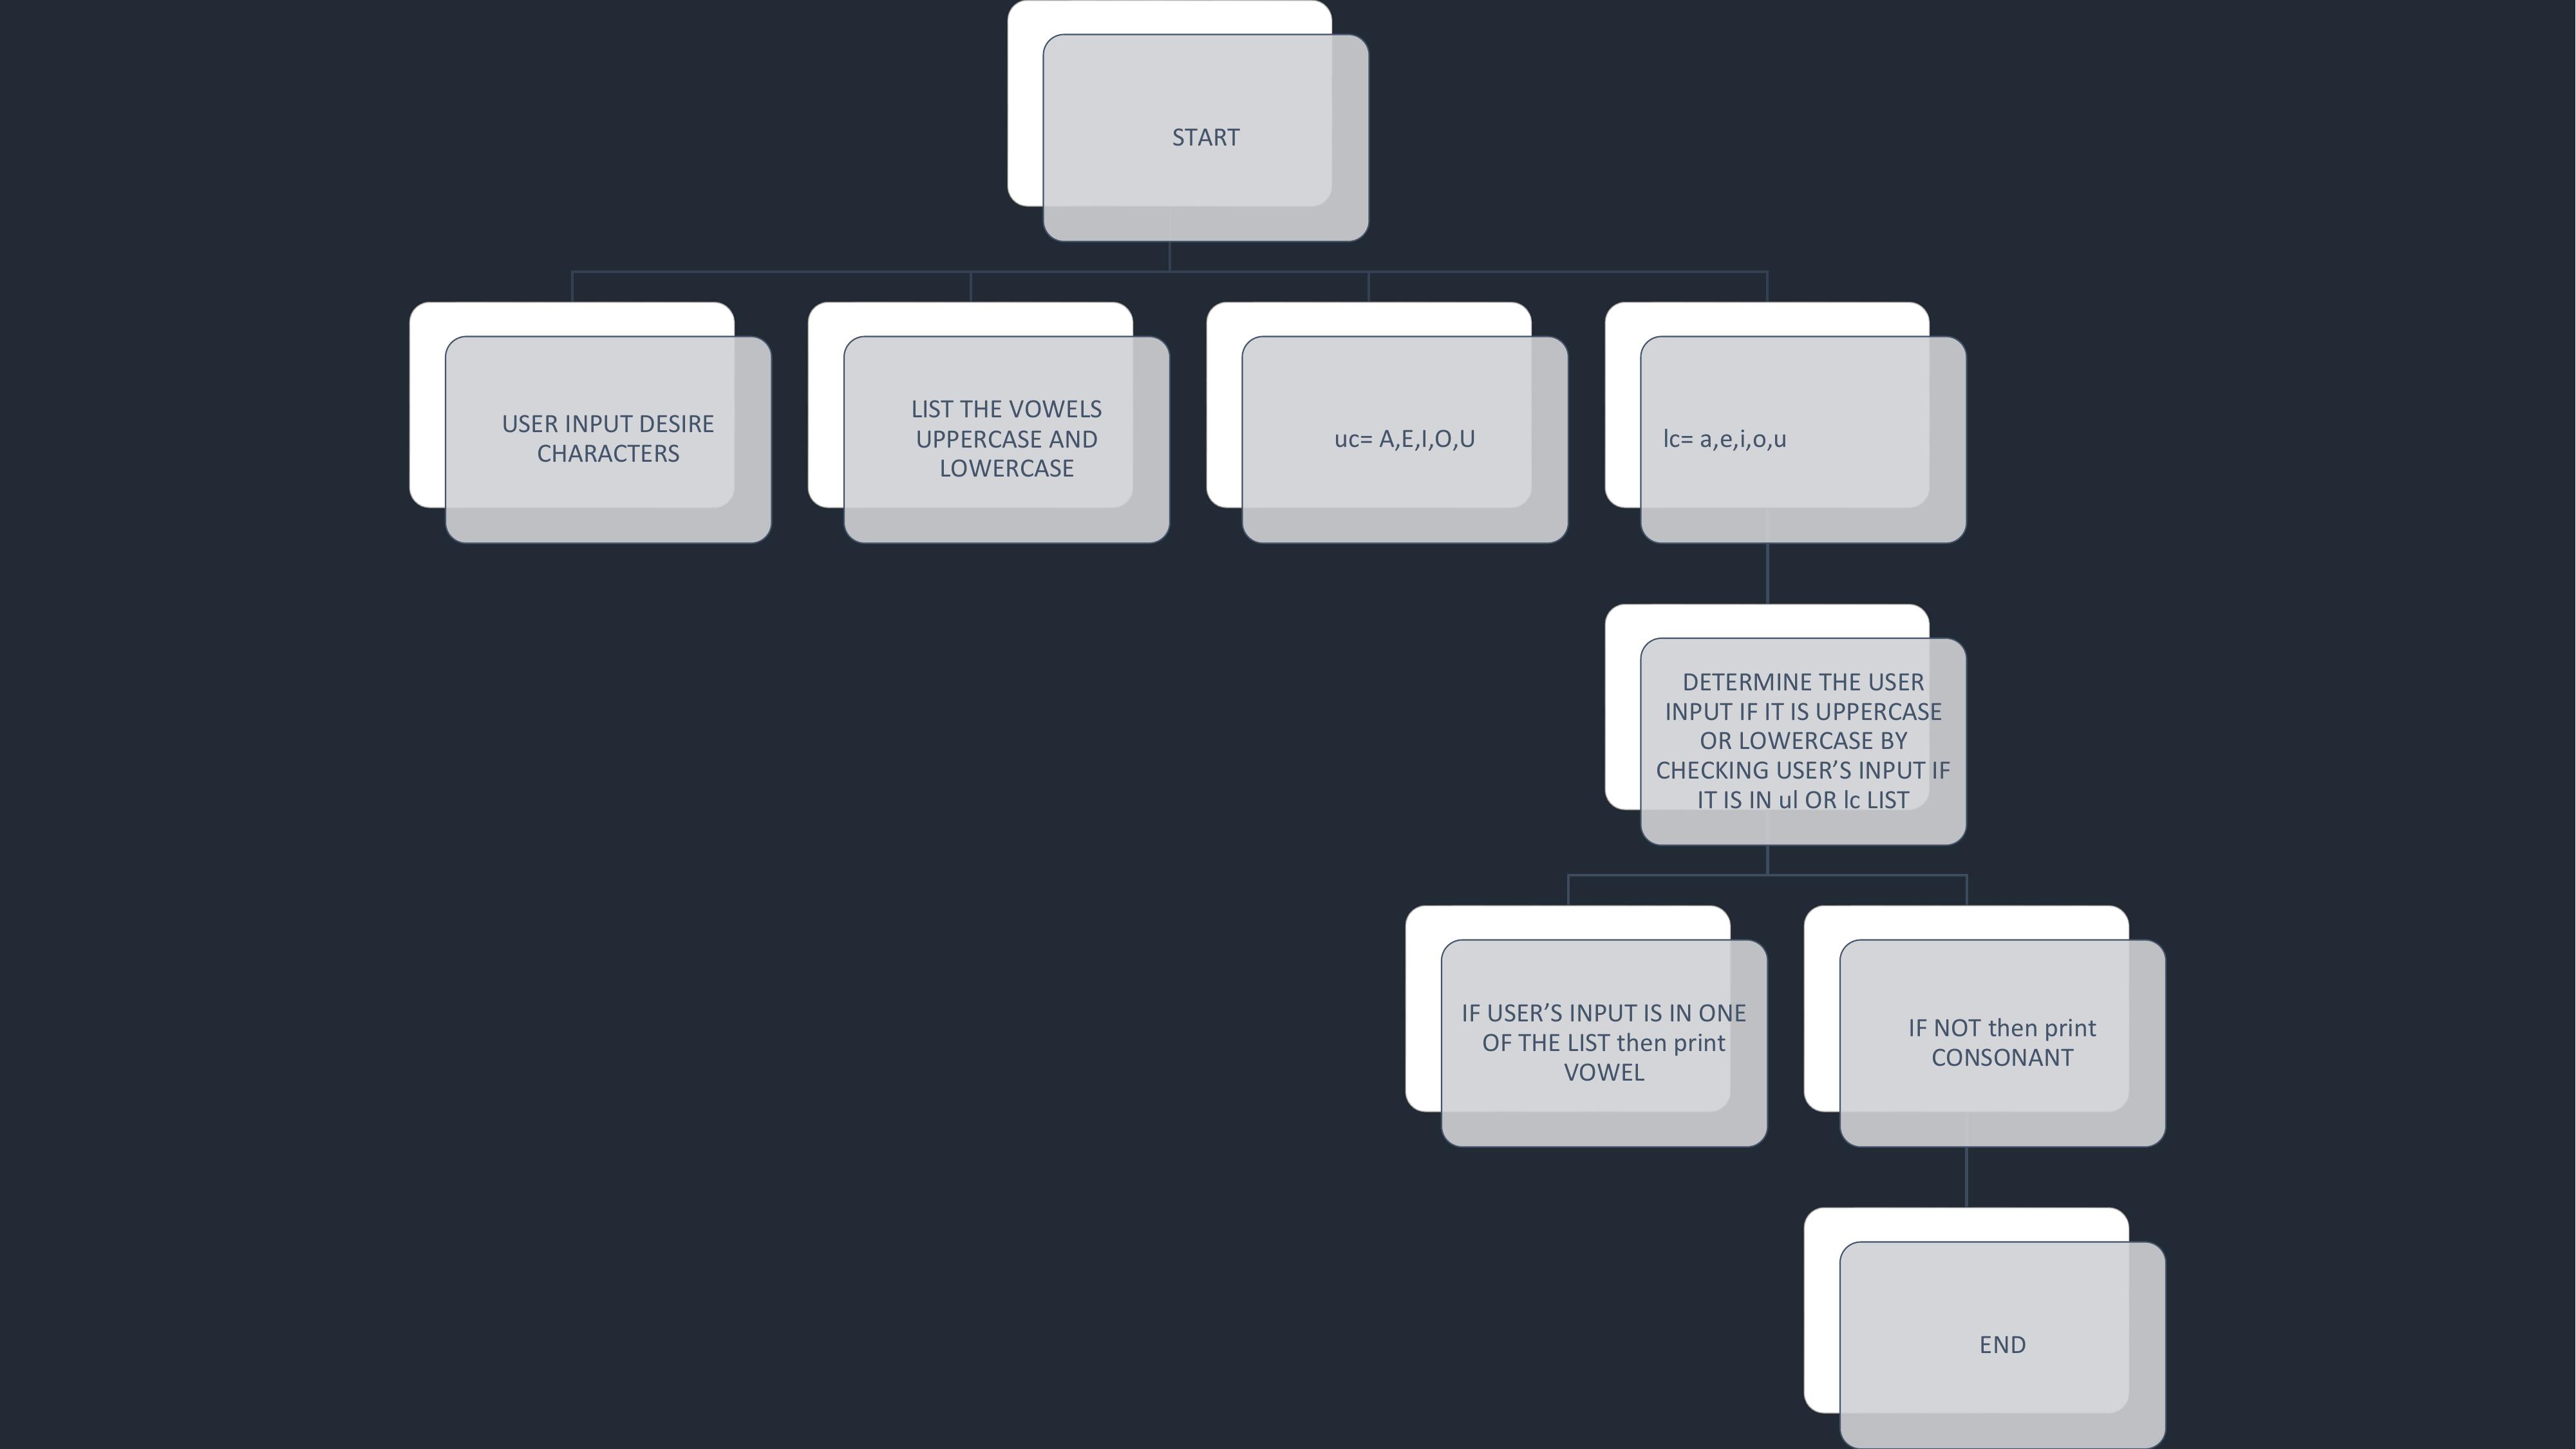 START
USER INPUT DESIRE
CHARACTERS
LIST THE VOWELS
UPPERCASE AND
LOWERCASE
uc= A,E,I,O,U
lc= a,e,i,o,u
DETERMINE THE USER
INPUT IF IT IS UPPERCASE
OR LOWERCASE BY
CHECKING USER’S INPUT IF
IT IS IN ul OR lc LIST
IF USER’S INPUT IS IN ONE
OF THE LIST then print
VOWEL
IF NOT then print
CONSONANT
END